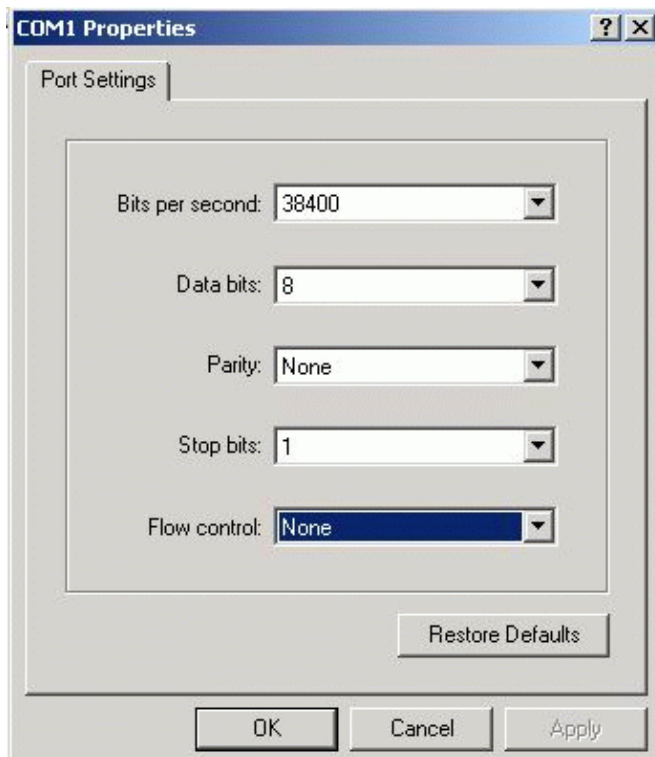 COM1 Properties
Port Settings
Bits per second: 38400
Data bits: 8
Parity: None
Stop bits: 1
Flow control: None
Restore Defaults
OK Cancel Apply